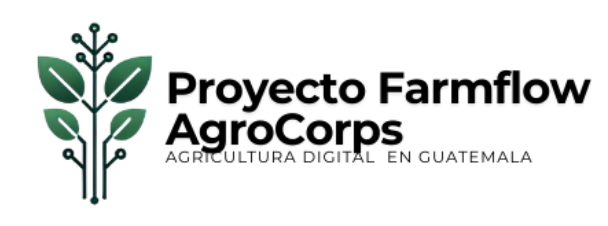 Proyecto Farmflow
AgroCorps
AGRICULTURA DIGITAL EN GUATEMALA